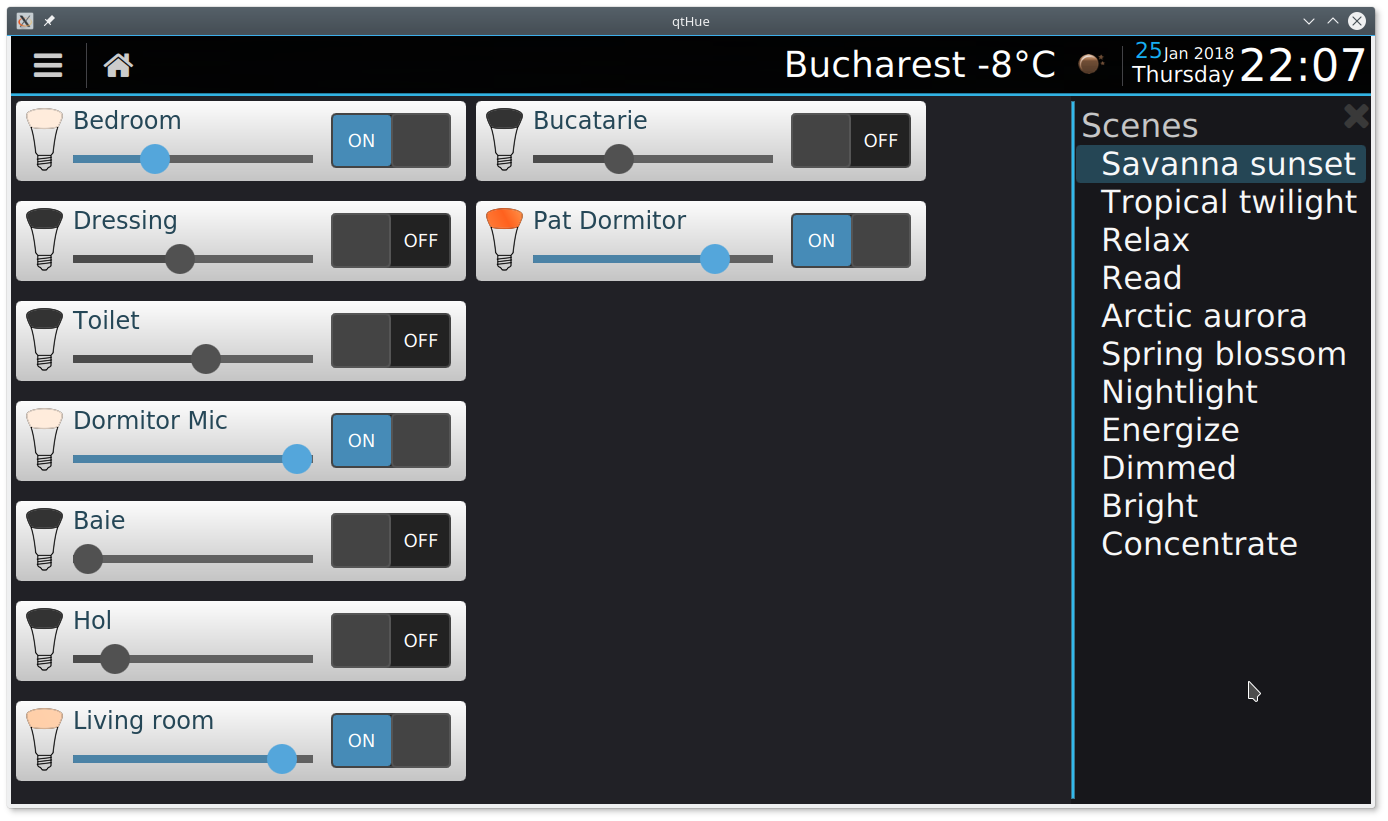 qtHue
Bucharest -8°C
25 Jan 2018
Thursday
22:07
Bedroom
ON
Dressing
OFF
Toilet
OFF
Dormitor Mic
ON
Baie
OFF
Hol
OFF
Living room
ON
Bucatarie
OFF
Pat Dormitor
ON
Scenes
Savanna sunset
Tropical twilight
Relax
Read
Arctic aurora
Spring blossom
Nightlight
Energize
Dimmed
Bright
Concentrate